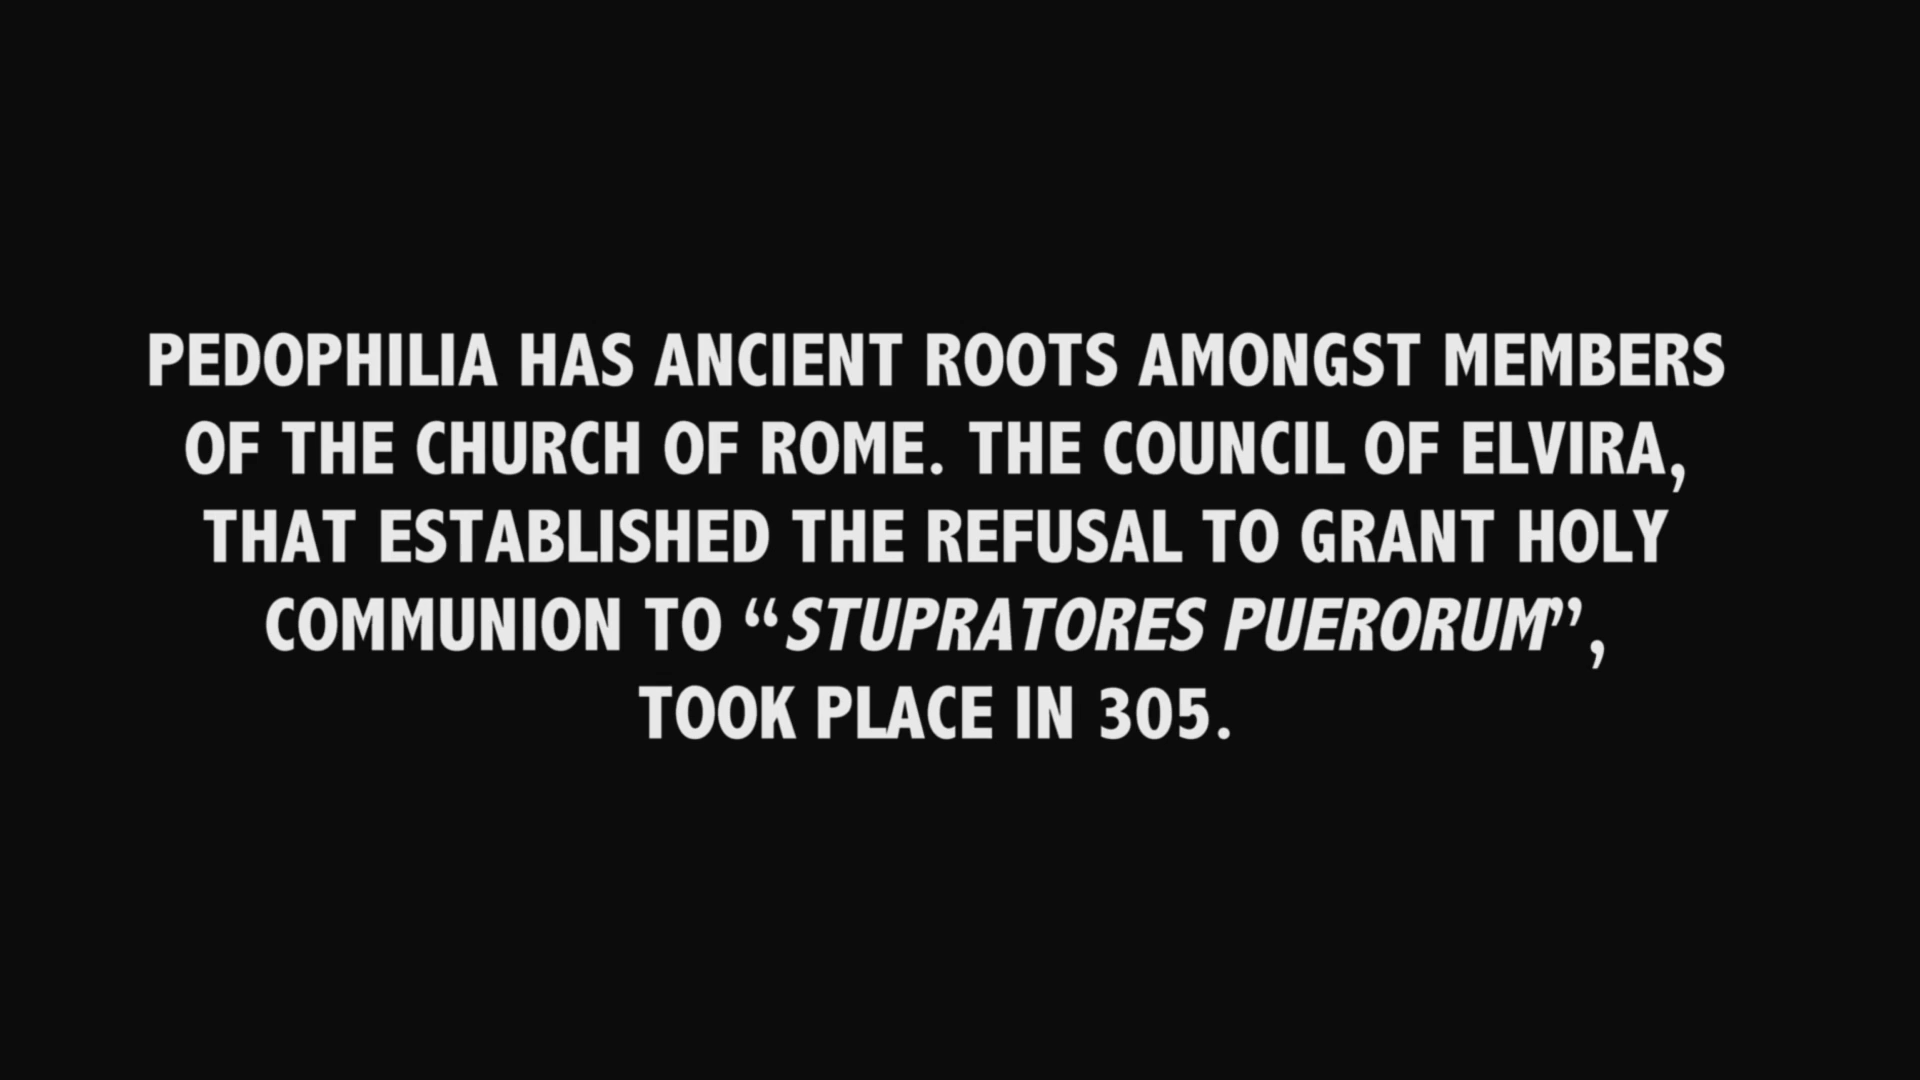 PEDOPHILIA HAS ANCIENT ROOTS AMONGST MEMBERS
OF THE CHURCH OF ROME. THE COUNCIL OF ELVIRA,
THAT ESTABLISHED THE REFUSAL TO GRANT HOLY
COMMUNION TO “STUPRATORES PUERORUM”,
TOOK PLACE IN 305.